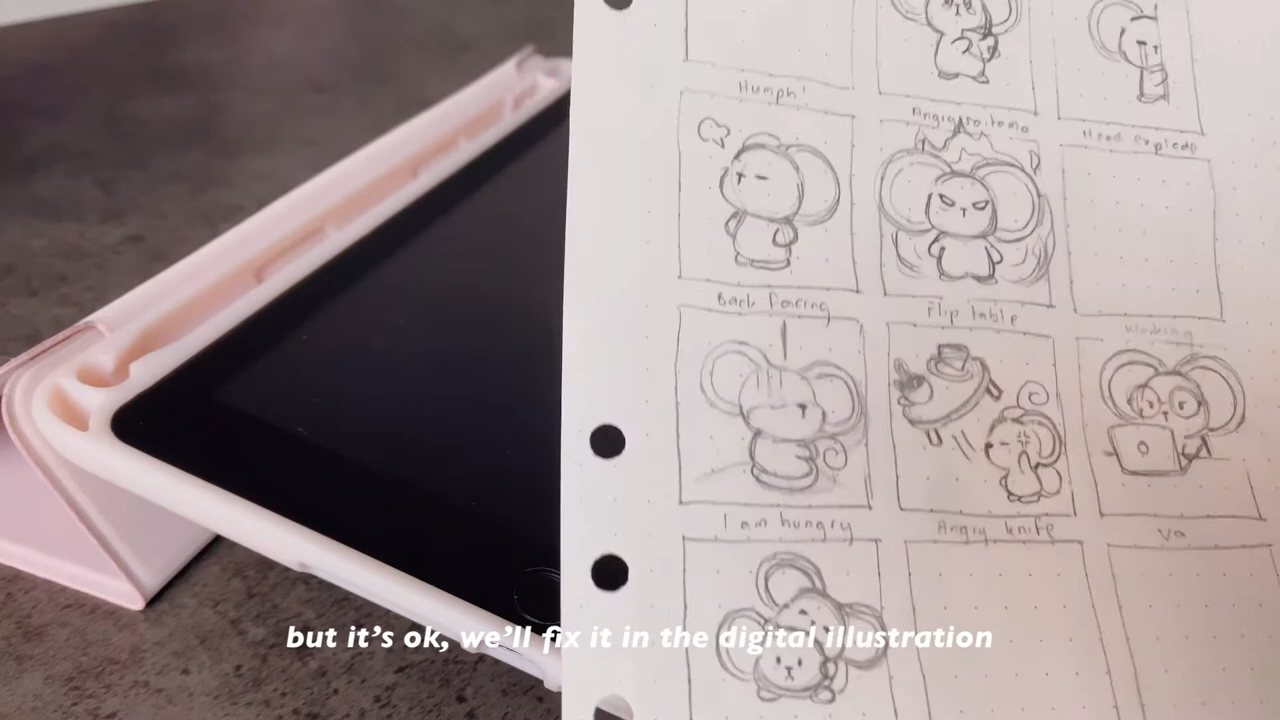 Humph!
Angry
Head explode
Back facing
Flip table
Working
I am hungry
Angry knife
but it's ok, we'll fix it in the digital illustration